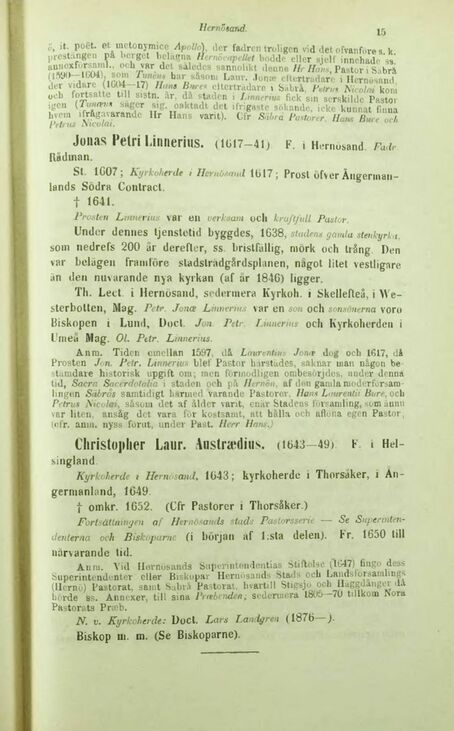 Hernösand.
15
ö, it. poët. et metonymice Apollo), der fadren troligen vid det ofvanföre s. k.
prestängen på berget belägna Hernöcapellet bodde eller sjelf innehade ss.
annexförsaml., och var det således sannolikt denne Hr Hans, Pastor i Säbrå
(1590—1604), som Tunæus har såsom Laur. Jonæ efterträdare i Hernösand,
der vidare (1604—17) Hans Bures efterträdare i Säbrå, Petrus Nicolai kom
och fortsatte till sistn. år, då staden i Linnerius fick sin serskilde Pastor
igen (Tunæus säger sig, oaktadt det ifrigaste sökande, icke kunnat finna
hvem ifrågavarande Hr Hans varit). Cfr Säbrå Pastorer, Hans Bure och
Petrus Nicolai.
Jonas Petri Linnerius. (1617—41) F. i Hernösand. Fadr.
Rådman.
St. 1607; Kyrkoherde i Hernösand 1617; Prost öfver Ångerman-
lands Södra Contract.
† 1641.
Prosten Linnerius var en verksam och kraftfull Pastor.
Under dennes tjenstetid byggdes, 1638, stadens gamla stenkyrka,
som nedrefs 200 år derefter, ss. bristfällig, mörk och trång. Den
var belägen framföre stadsträdgårdsplanen, något litet vestligare
än den nuvarande nya kyrkan (af år 1846) ligger.
Th. Lect. i Hernösand, sedermera Kyrkoh. i Skellefteå, i We-
sterbotten, Mag. Petr. Jonæ Linnerius var en son och sonsönerna voro
Biskopen i Lund, Doct. Jon. Petr. Linnerius och Kyrkoherden i
Umeå Mag. Ol. Petr. Linnerius.
Anm. Tiden emellan 1597, då Laurentius Jonæ dog och 1617, då
Prosten Jon. Petr. Linnerius blef Pastor härstädes, saknar man någon be-
stämdare historisk uppgift om; men förmodligen ombesörjdes, under denna
tid, Sacra Sacerdotalia i staden och på Hernön, af den gamla moderförsam-
lingen Säbrås samtidigt härmed varande Pastorer, Hans Laurentii Bure, och
Petrus Nicolai, såsom det af ålder varit, enär Stadens församling, som ännu
var liten, ansåg det vara för kostsamt, att hålla och aflöna egen Pastor,
(cfr. anm. nyss förut, under Past. Herr Hans.)
Christopher Laur. Austrædius. (1643—49) F. i Hel-
singland.
Kyrkoherde i Hernösand, 1643; kyrkoherde i Thorsåker, i Ån-
germanland, 1649.
† omkr. 1652. (Cfr Pastorer i Thorsåker.)
Fortsättningen af Hernösands stads Pastorsserie — Se Superinten-
denterna och Biskoparne (i början af 1:sta delen). Fr. 1650 till
närvarande tid.
Anm. Vid Hernösands Superintendentias Stiftelse (1647) fingo dess
Superintendenter eller Biskopar Hernösands Stads och Landsförsamlings
(Hernö) Pastorat, samt Säbrå Pastorat, hvartill Stigsjö och Häggdånger då
hörde ss. Annexer, till sina Præbenden; sedermera 1805—70 tillkom Nora
Pastorats Præb.
N. v. Kyrkoherde: Doct. Lars Landgren (1876— ).
Biskop m. m. (Se Biskoparne).